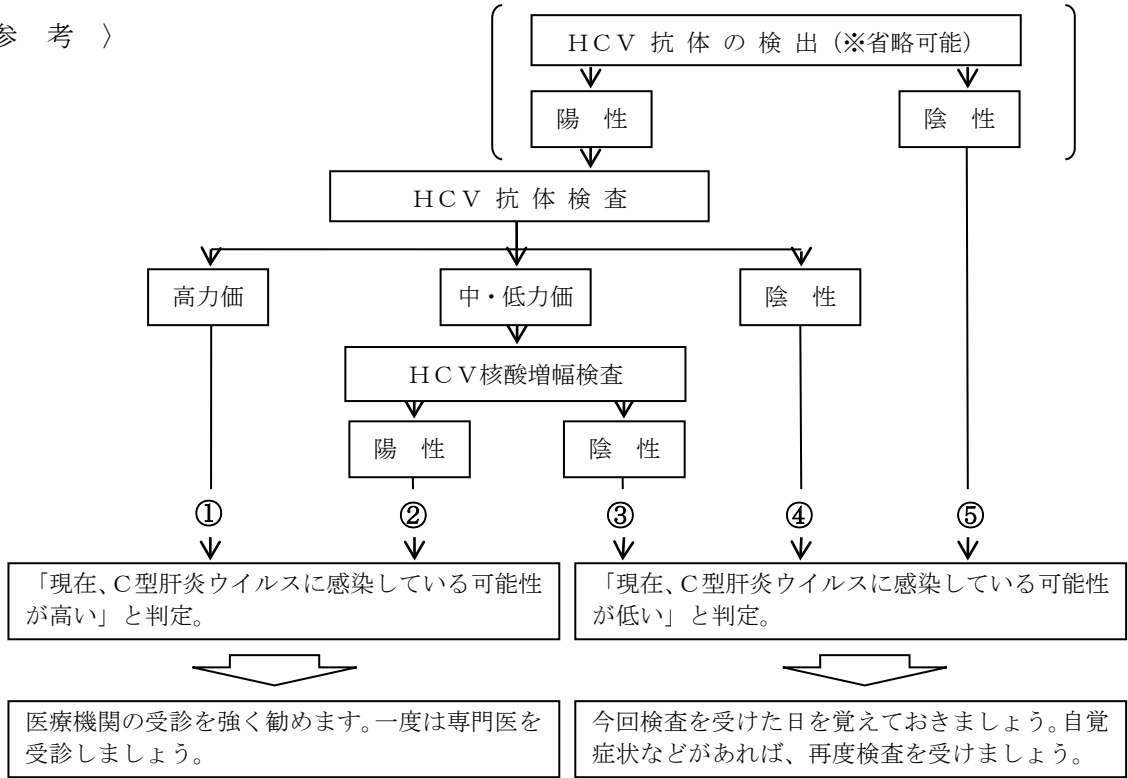 参 考 〉
HCV 抗 体 の 検 出 (※省略可能)
陽 性
陰 性
HCV 抗 体 検 査
高力価
中・低力価
陰 性
HCV核酸増幅検査
陽 性
陰 性
①
②
③
④
⑤
「現在、C型肝炎ウイルスに感染している可能性
が高い」と判定。
「現在、C型肝炎ウイルスに感染している可能性
が低い」と判定。
医療機関の受診を強く勧めます。一度は専門医を
受診しましょう。
今回検査を受けた日を覚えておきましょう。自覚
症状などがあれば、再度検査を受けましょう。